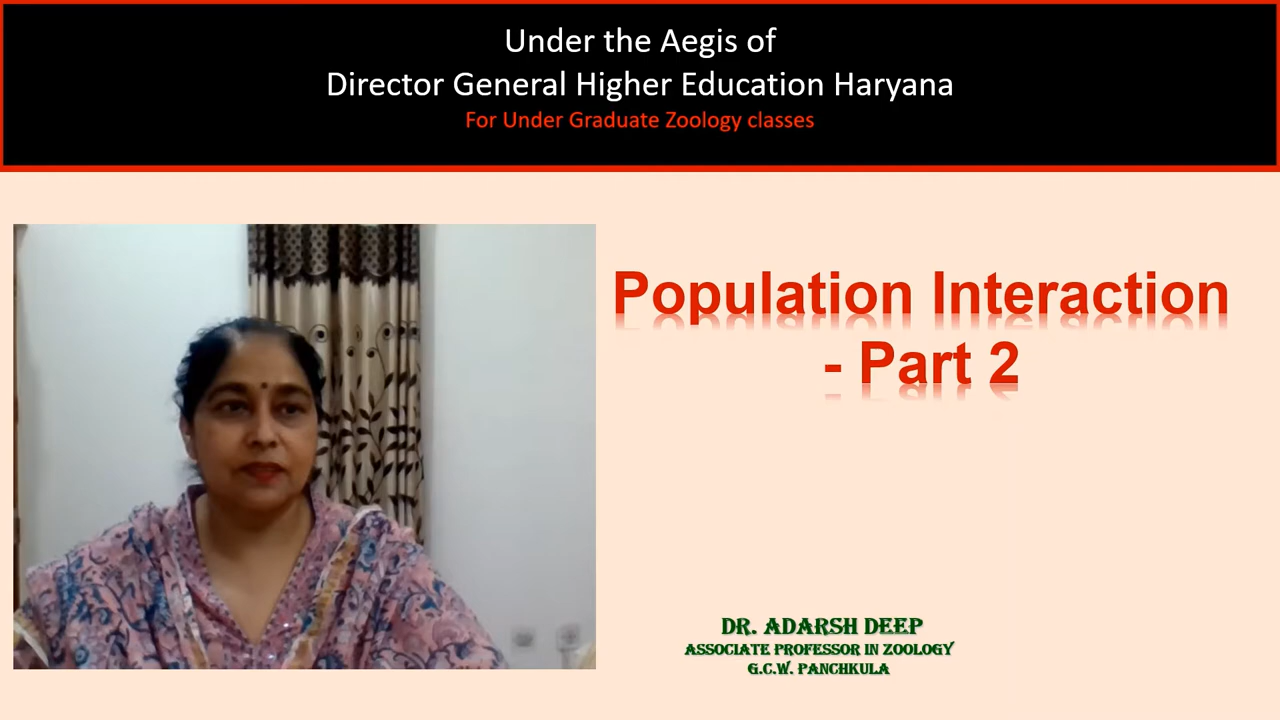 Under the Aegis of
Director General Higher Education Haryana
For Under Graduate Zoology classes
Population Interaction
- Part 2
DR. ADARSH DEEP
ASSOCIATE PROFESSOR IN ZOOLOGY
G.C.W. PANCHKULA